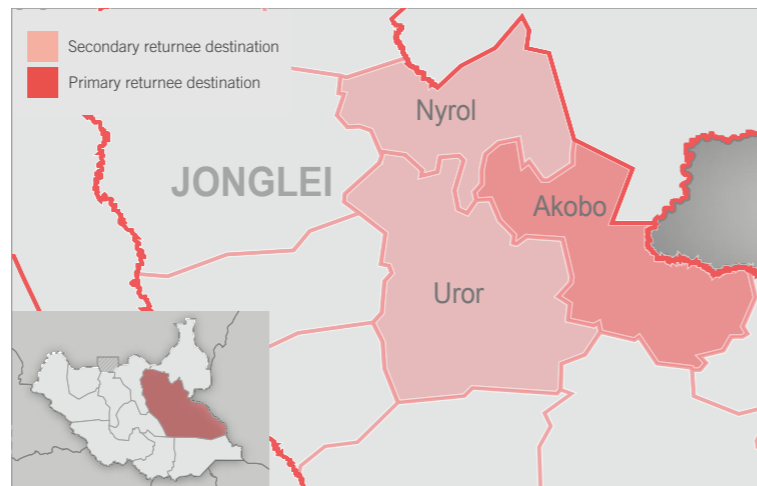 Secondary returnee destination
Primary returnee destination
Nyrol
JONGLEI
Akobo
Uror